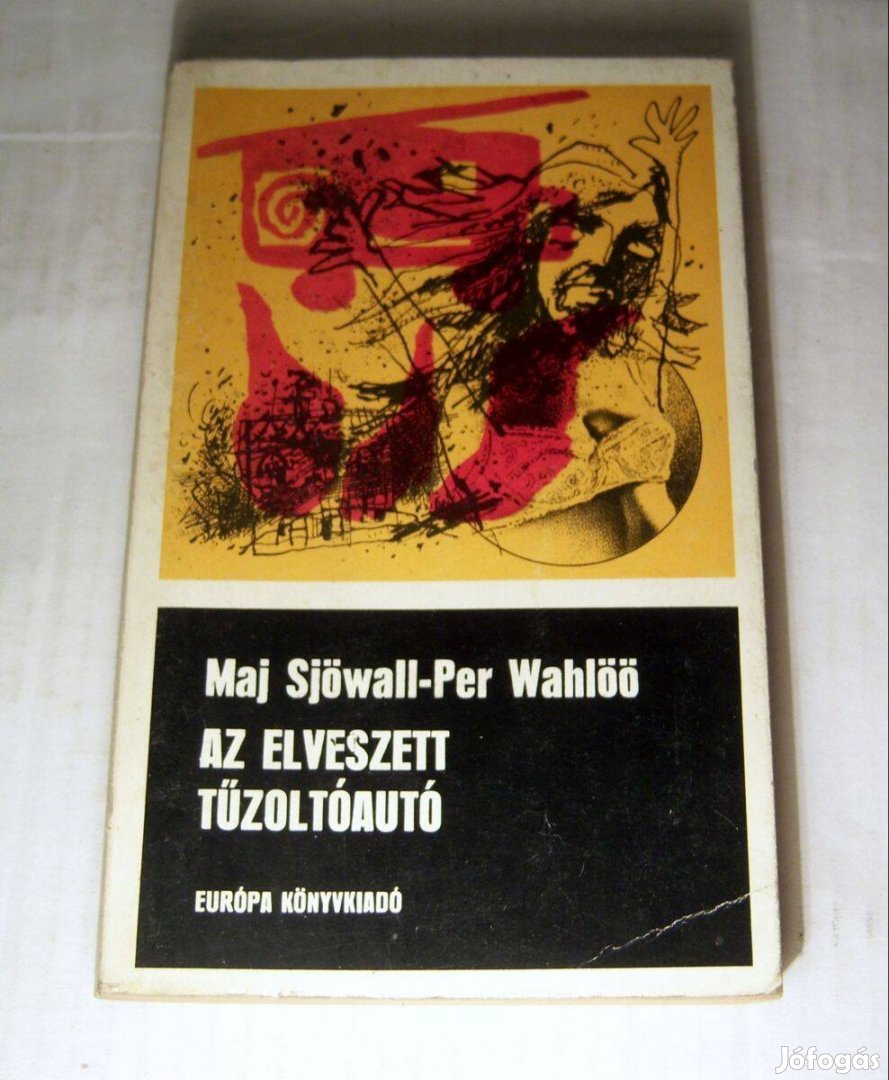 Maj Sjöwall-Per Wahlöö
AZ ELVESZETT
TŰZOLTÓAUTÓ
EURÓPA KÖNYVKIADÓ
Jófogás